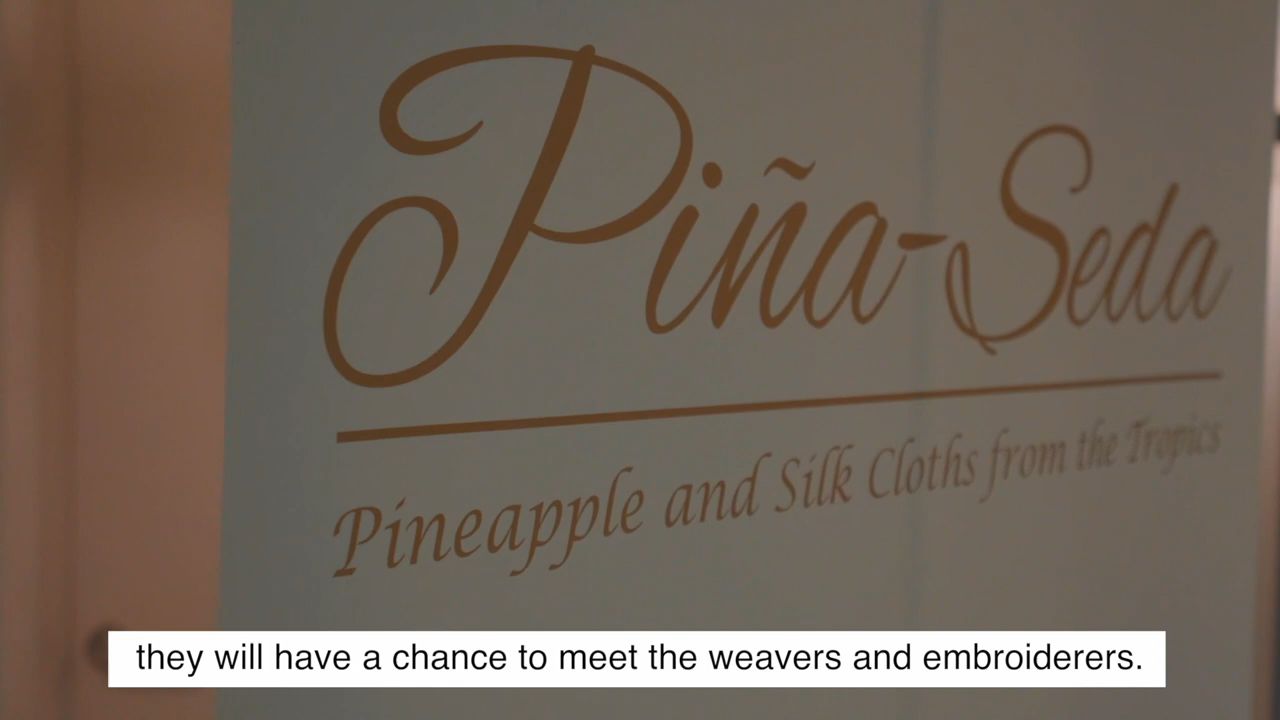 Piña-Seda
Pineapple and Silk Cloths from the Tropics
they will have a chance to meet the weavers and embroiderers.